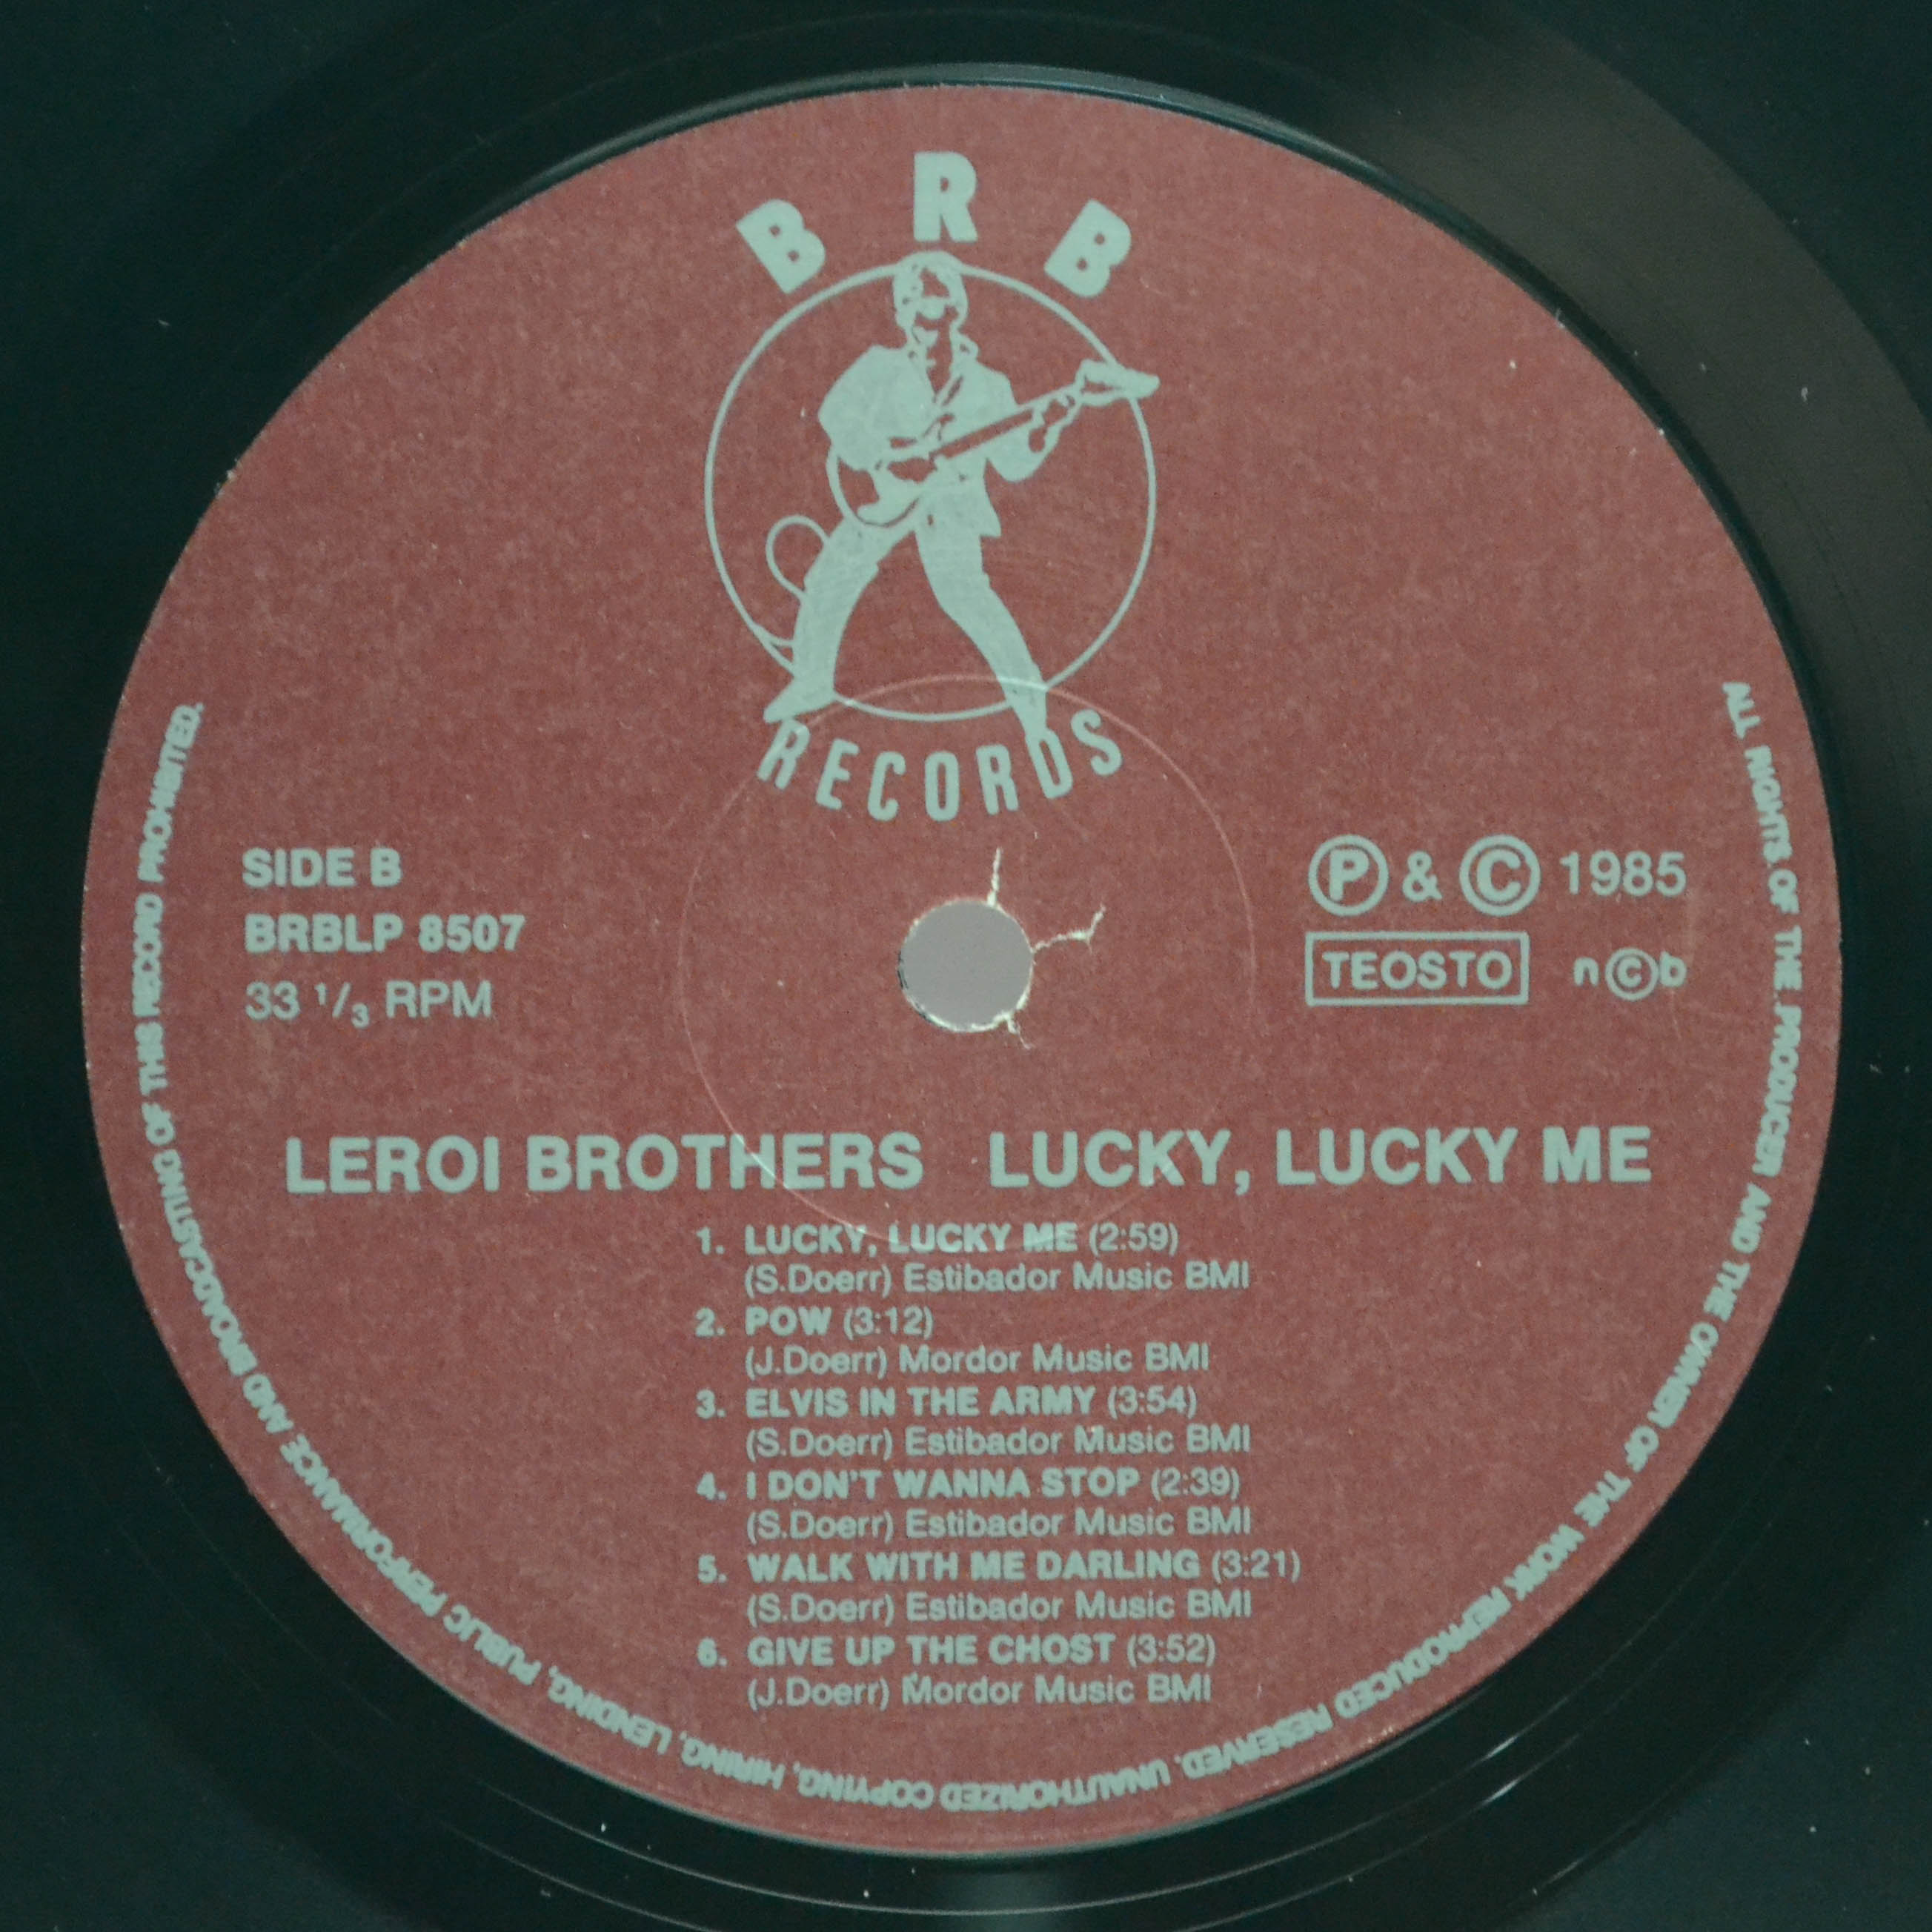 B R B
RECORDS
SIDE B
BRBLP 8507
33 1/3 RPM
Ⓟ & © 1985
TEOSTO n©b
LEROI BROTHERS LUCKY, LUCKY ME
1. LUCKY, LUCKY ME (2:59)
(S.Doerr) Estibador Music BMI
2. POW (3:12)
(J.Doerr) Mordor Music BMI
3. ELVIS IN THE ARMY (3:54)
(S.Doerr) Estibador Music BMI
4. I DON'T WANNA STOP (2:39)
(S.Doerr) Estibador Music BMI
5. WALK WITH ME DARLING (3:21)
(S.Doerr) Estibador Music BMI
6. GIVE UP THE CHOST (3:52)
(J.Doerr) Mordor Music BMI
ALL RIGHTS OF THE PRODUCER AND THE OWNER OF THE WORK REPRODUCED RESERVED. UNAUTHORIZED COPYING, HIRING, LENDING, PUBLIC PERFORMANCE AND BROADCASTING OF THIS RECORD PROHIBITED.